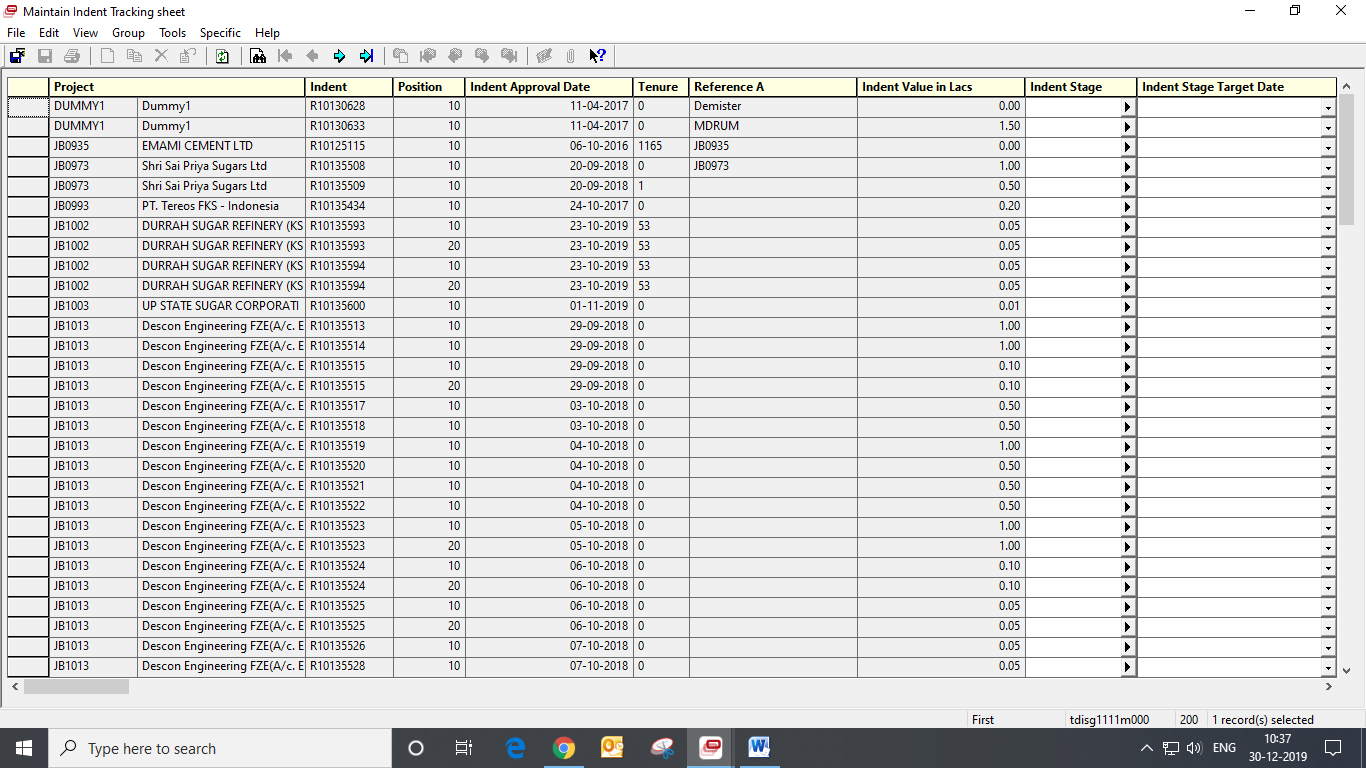 Maintain Indent Tracking sheet
File Edit View Group Tools Specific Help
Project Indent Position Indent Approval Date Tenure Reference A Indent Value in Lacs Indent Stage Indent Stage Target Date
DUMMY1 Dummy1 R10130628 10 11-04-2017 0 Demister 0.00
DUMMY1 Dummy1 R10130633 10 11-04-2017 0 MDRUM 1.50
JB0935 EMAMI CEMENT LTD R10125115 10 06-10-2016 1165 JB0935 0.00
JB0973 Shri Sai Priya Sugars Ltd R10135508 10 20-09-2018 0 JB0973 1.00
JB0973 Shri Sai Priya Sugars Ltd R10135509 10 20-09-2018 1 0.50
JB0993 PT. Tereos FKS - Indonesia R10135434 10 24-10-2017 0 0.20
JB1002 DURRAH SUGAR REFINERY (KS R10135593 10 23-10-2019 53 0.05
JB1002 DURRAH SUGAR REFINERY (KS R10135593 20 23-10-2019 53 0.05
JB1002 DURRAH SUGAR REFINERY (KS R10135594 10 23-10-2019 53 0.05
JB1002 DURRAH SUGAR REFINERY (KS R10135594 20 23-10-2019 53 0.05
JB1003 UP STATE SUGAR CORPORATI R10135600 10 01-11-2019 0 0.01
JB1013 Descon Engineering FZE(A/c. E R10135513 10 29-09-2018 0 1.00
JB1013 Descon Engineering FZE(A/c. E R10135514 10 29-09-2018 0 1.00
JB1013 Descon Engineering FZE(A/c. E R10135515 10 29-09-2018 0 0.10
JB1013 Descon Engineering FZE(A/c. E R10135515 20 29-09-2018 0 0.10
JB1013 Descon Engineering FZE(A/c. E R10135517 10 03-10-2018 0 0.50
JB1013 Descon Engineering FZE(A/c. E R10135518 10 03-10-2018 0 0.50
JB1013 Descon Engineering FZE(A/c. E R10135519 10 04-10-2018 0 1.00
JB1013 Descon Engineering FZE(A/c. E R10135520 10 04-10-2018 0 0.50
JB1013 Descon Engineering FZE(A/c. E R10135521 10 04-10-2018 0 0.50
JB1013 Descon Engineering FZE(A/c. E R10135522 10 04-10-2018 0 0.50
JB1013 Descon Engineering FZE(A/c. E R10135523 10 05-10-2018 0 1.00
JB1013 Descon Engineering FZE(A/c. E R10135523 20 05-10-2018 0 1.00
JB1013 Descon Engineering FZE(A/c. E R10135524 10 06-10-2018 0 0.10
JB1013 Descon Engineering FZE(A/c. E R10135524 20 06-10-2018 0 0.10
JB1013 Descon Engineering FZE(A/c. E R10135525 10 06-10-2018 0 0.05
JB1013 Descon Engineering FZE(A/c. E R10135525 20 06-10-2018 0 0.05
JB1013 Descon Engineering FZE(A/c. E R10135526 10 07-10-2018 0 0.05
JB1013 Descon Engineering FZE(A/c. E R10135528 10 07-10-2018 0 0.05
First tdisg1111m000 200 1 record(s) selected
Type here to search ENG 10:37
30-12-2019